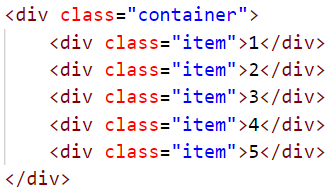 <div class="container">
    <div class="item">1</div>
    <div class="item">2</div>
    <div class="item">3</div>
    <div class="item">4</div>
    <div class="item">5</div>
</div>